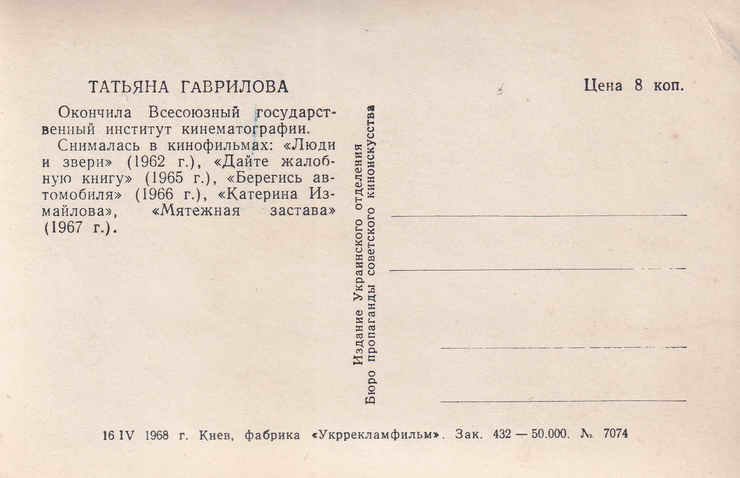 ТАТЬЯНА ГАВРИЛОВА
Окончила Всесоюзный государст-
венный институт кинематографии.
Снималась в кинофильмах: «Люди
и звери» (1962 г.), «Дайте жалоб-
ную книгу» (1965 г.), «Берегись ав-
томобиля» (1966 г.), «Катерина Из-
майлова», «Мятежная застава»
(1967 г.).
Издание Украинского отделения
Бюро пропаганды советского киноискусства
Цена 8 коп.
16 IV 1968 г. Киев, фабрика «Укррекламфильм». Зак. 432 — 50.000. № 7074